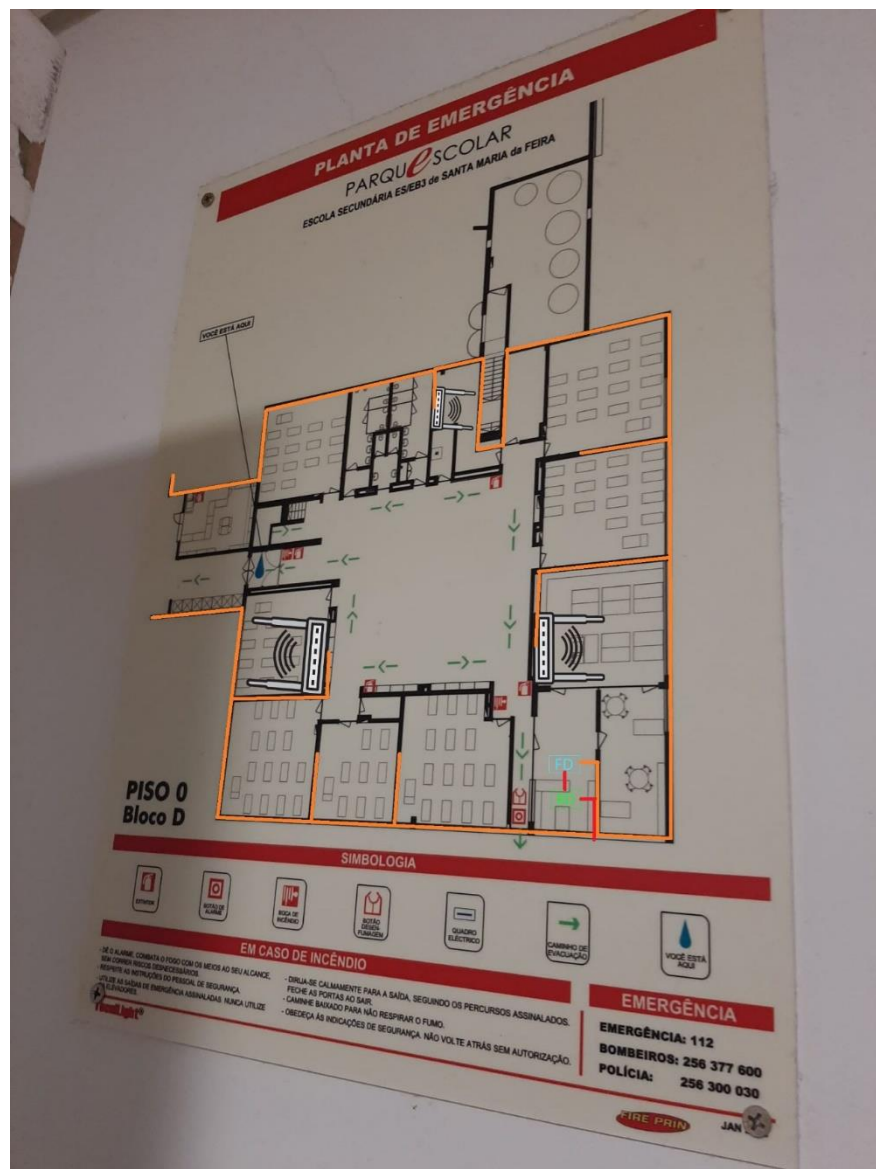 PLANTA DE EMERGÊNCIA
PARQUeSCOLAR
ESCOLA SECUNDÁRIA ES/EB3 de SANTA MARIA da FEIRA
VOCÊ ESTÁ AQUI
FD
PISO 0
Bloco D
SIMBOLOGIA
EXTINTOR
BOTÃO DE
ALARME
BOCA DE
INCÊNDIO
BOTÃO
DESEN-
FUMAGEM
QUADRO
ELÉCTRICO
CAMINHO DE
EVACUAÇÃO
VOCÊ ESTÁ
AQUI
EM CASO DE INCÊNDIO
- DÊ O ALARME, COMBATA O FOGO COM OS MEIOS AO SEU ALCANCE,
SEM CORRER RISCOS DESNECESSÁRIOS.
- RESPEITE AS INSTRUÇÕES DO PESSOAL DE SEGURANÇA.
- UTILIZE AS SAÍDAS DE EMERGÊNCIA ASSINALADAS. NUNCA UTILIZE
ELEVADORES.
- DIRIJA-SE CALMAMENTE PARA A SAÍDA, SEGUINDO OS PERCURSOS ASSINALADOS.
FECHE AS PORTAS AO SAIR.
- CAMINHE BAIXADO PARA NÃO RESPIRAR O FUMO.
- OBEDEÇA ÀS INDICAÇÕES DE SEGURANÇA. NÃO VOLTE ATRÁS SEM AUTORIZAÇÃO.
EMERGÊNCIA
EMERGÊNCIA: 112
BOMBEIROS: 256 377 600
POLÍCIA: 256 300 030
FIRE PRIN
JAN